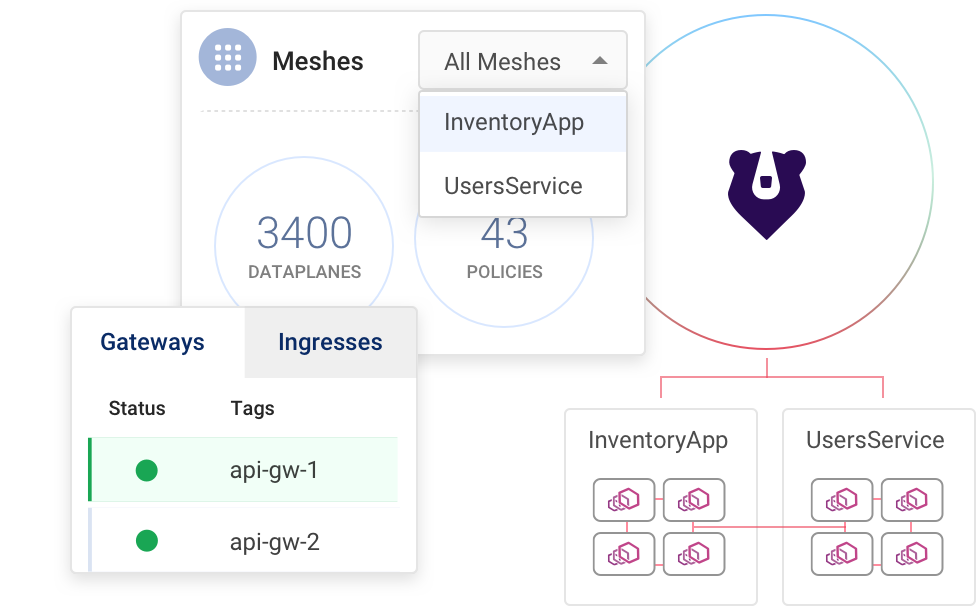 Meshes
All Meshes
InventoryApp
UsersService
3400
DATAPLANES
43
POLICIES
Gateways
Ingresses
Status
Tags
api-gw-1
api-gw-2
InventoryApp
UsersService